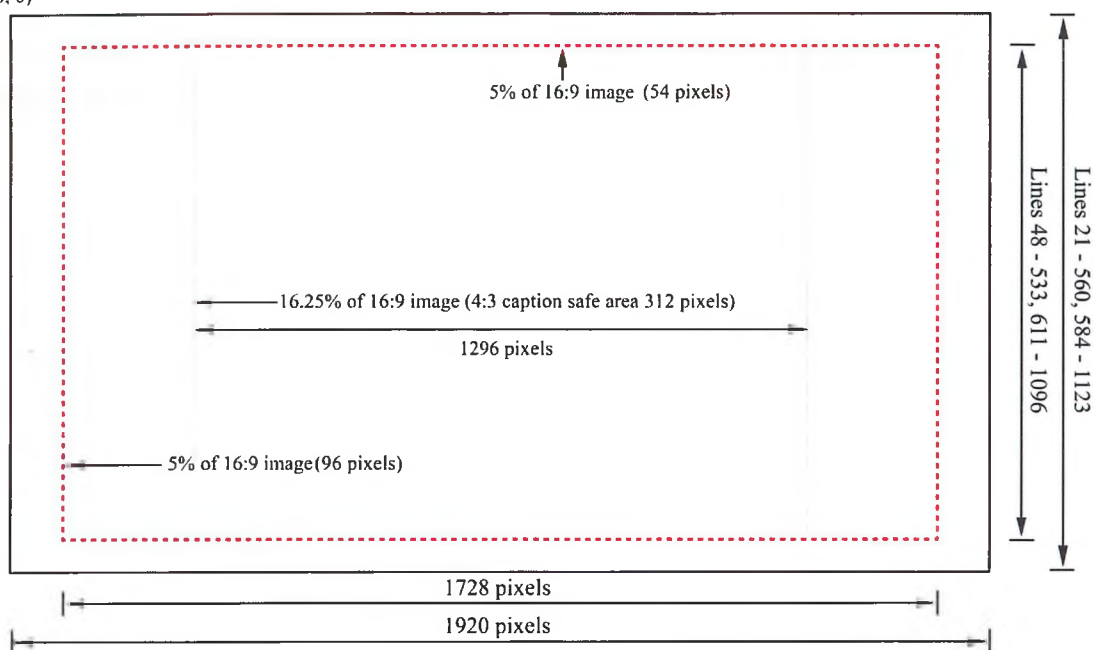 5% of 16:9 image (54 pixels)
16.25% of 16:9 image (4:3 caption safe area 312 pixels)
1296 pixels
5% of 16:9 image(96 pixels)
1728 pixels
1920 pixels
Lines 48 - 533, 611 - 1096
Lines 21 - 560, 584 - 1123